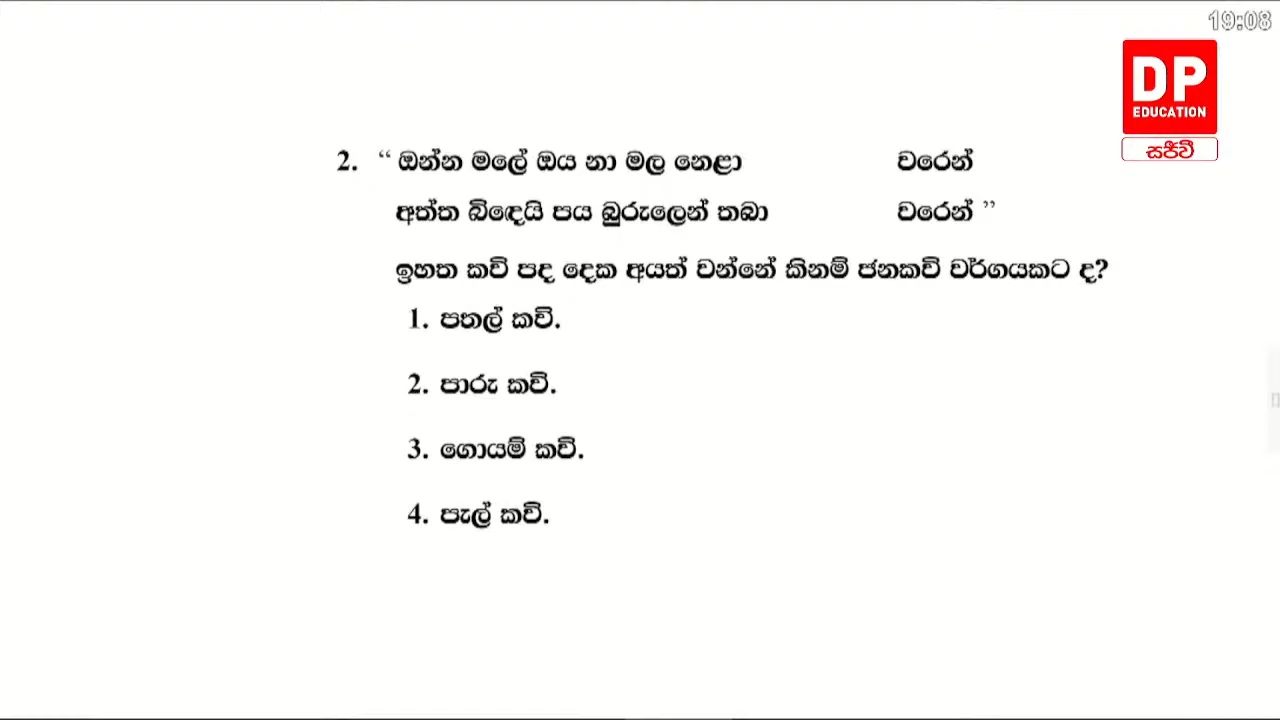 19:08
DP
EDUCATION
සජීවී
2. “ ඔන්න මලේ ඔය නා මල නෙළා වරෙන්
අත්ත බිඳෙයි පය බුරුලෙන් තබා වරෙන් ”
ඉහත කවි පද දෙක අයත් වන්නේ කිනම් ජනකවි වර්ගයකට ද?
1. පතල් කවි.
2. පාරු කවි.
3. ගොයම් කවි.
4. පැල් කවි.